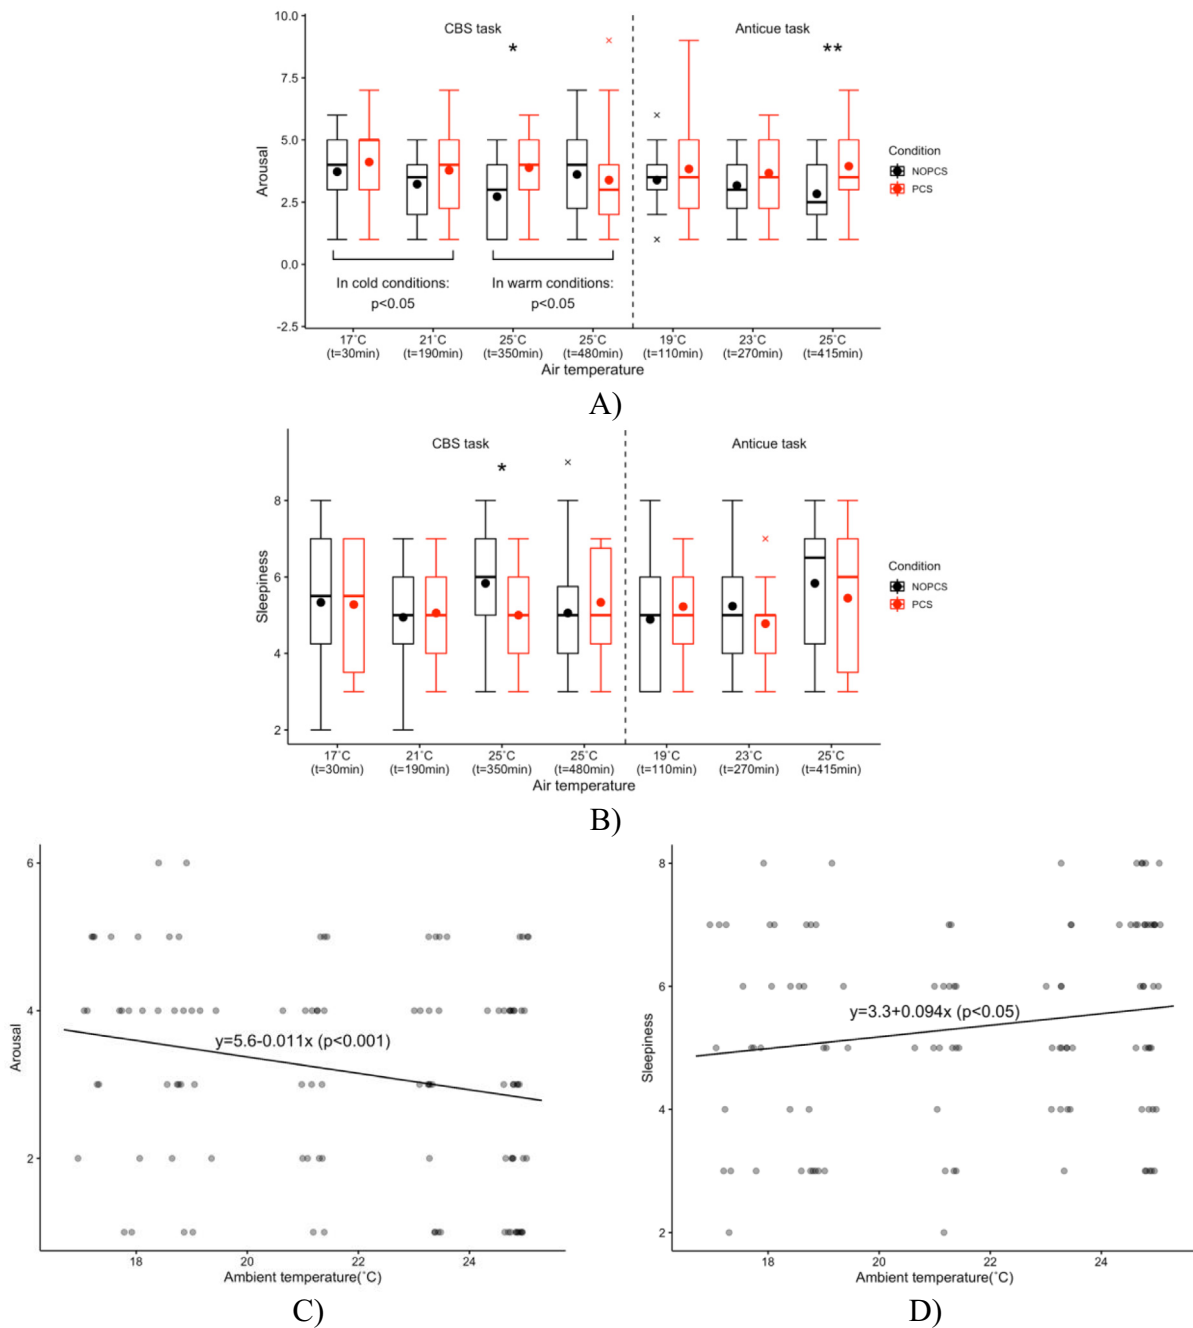 10.0
7.5
5.0
2.5
0.0
-2.5
Arousal
CBS task
Anticue task
*
**
In cold conditions:
p<0.05
In warm conditions:
p<0.05
Condition
NOPCS
PCS
17˚C 21˚C 25˚C 25˚C 19˚C 23˚C 25˚C
(t=30min) (t=190min) (t=350min) (t=480min) (t=110min) (t=270min) (t=415min)
Air temperature
A)
8
6
4
2
Sleepiness
CBS task
Anticue task
*
Condition
NOPCS
PCS
17˚C 21˚C 25˚C 25˚C 19˚C 23˚C 25˚C
(t=30min) (t=190min) (t=350min) (t=480min) (t=110min) (t=270min) (t=415min)
Air temperature
B)
6
4
2
Arousal
y=5.6-0.011x (p<0.001)
18 20 22 24
Ambient temperature(˚C)
C)
8
6
4
2
Sleepiness
y=3.3+0.094x (p<0.05)
18 20 22 24
Ambient temperature(˚C)
D)